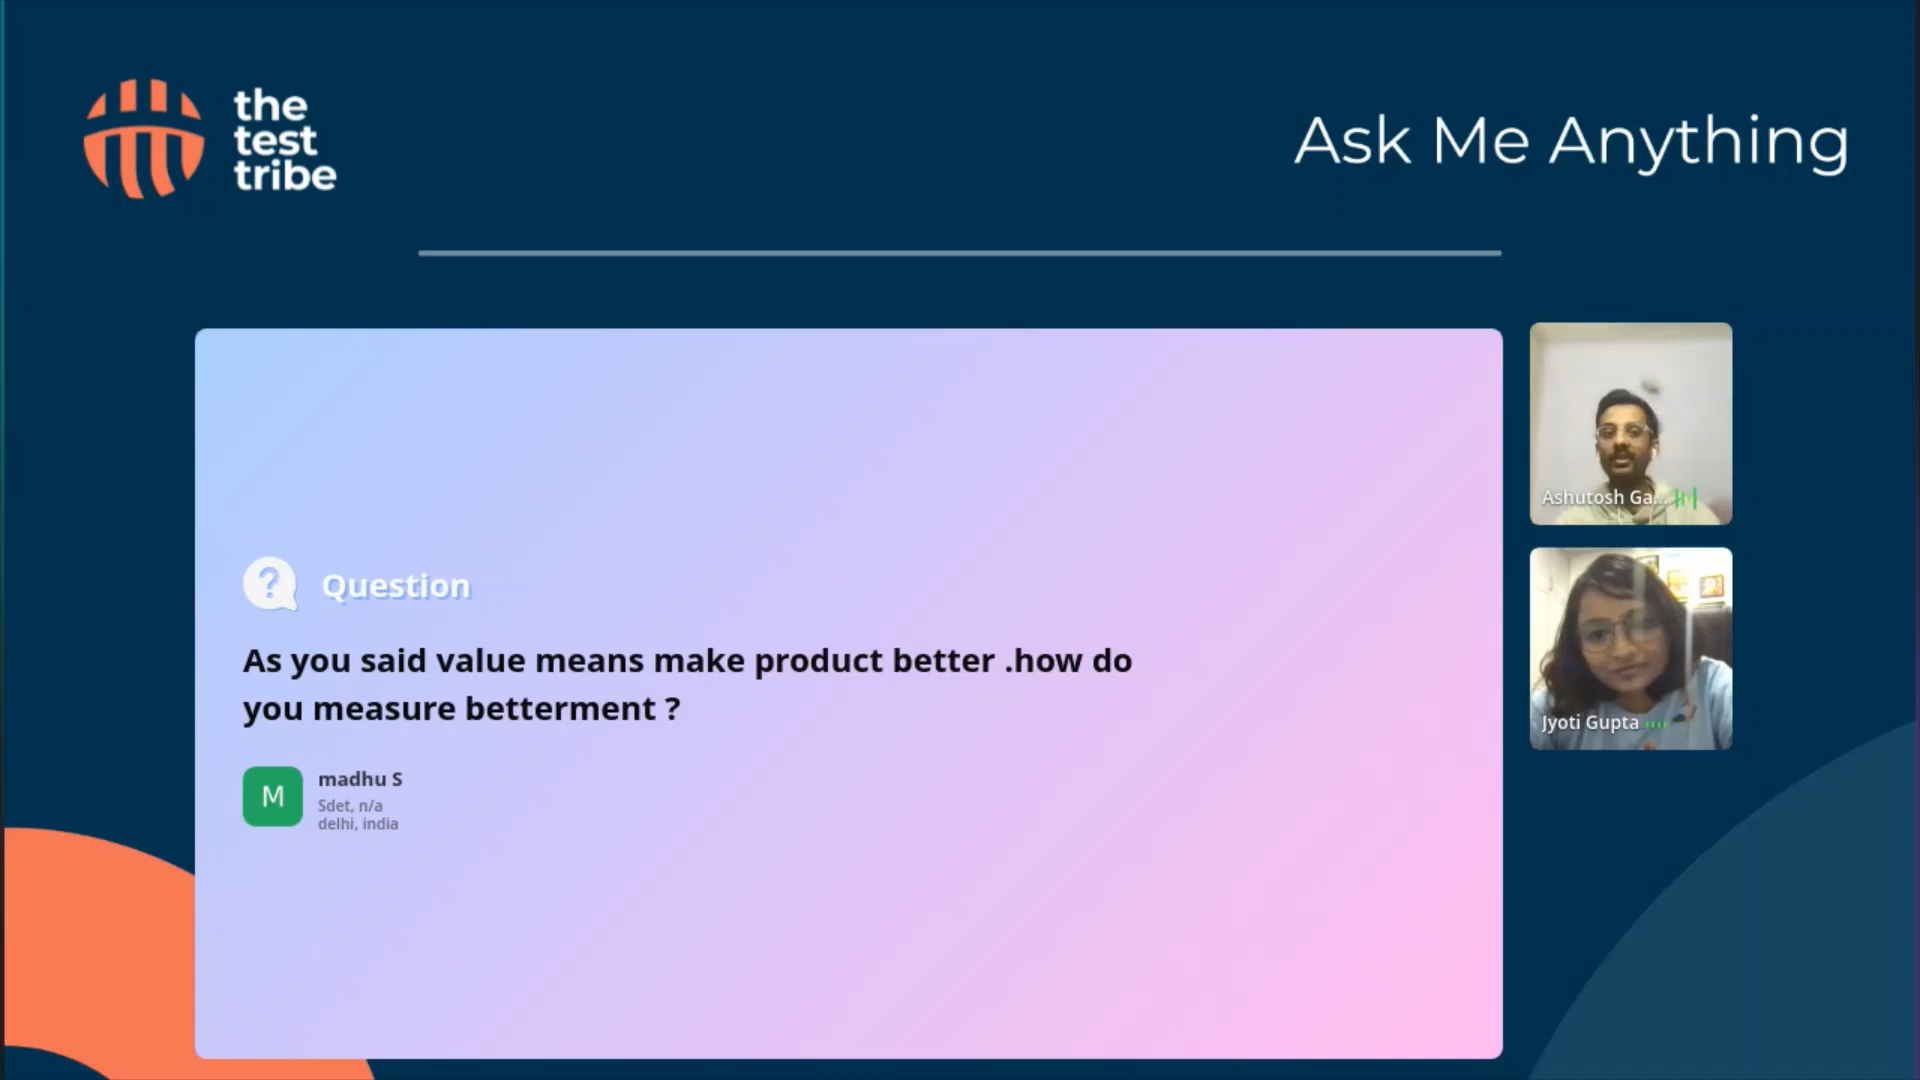 the
test
tribe
Ask Me Anything
? Question
As you said value means make product better .how do
you measure betterment ?
M
madhu S
Sdet, n/a
delhi, india
Ashutosh Ga...
Jyoti Gupta